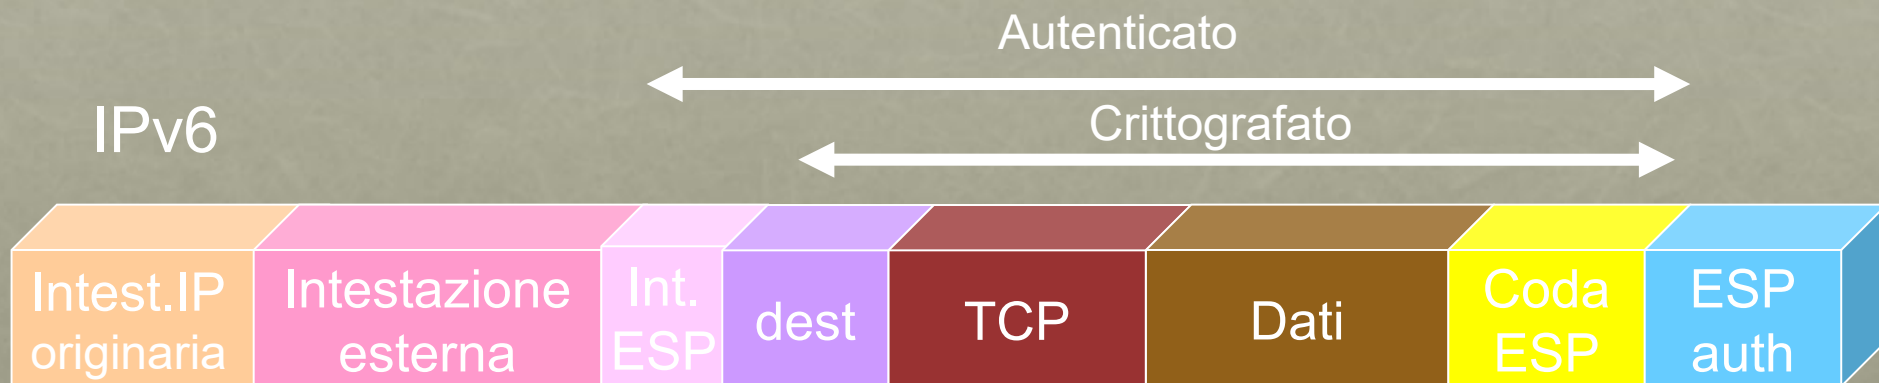 Autenticato
IPv6
Crittografato
Intest.IP
originaria
Intestazione
esterna
Int.
ESP
dest
TCP
Dati
Coda
ESP
ESP
auth